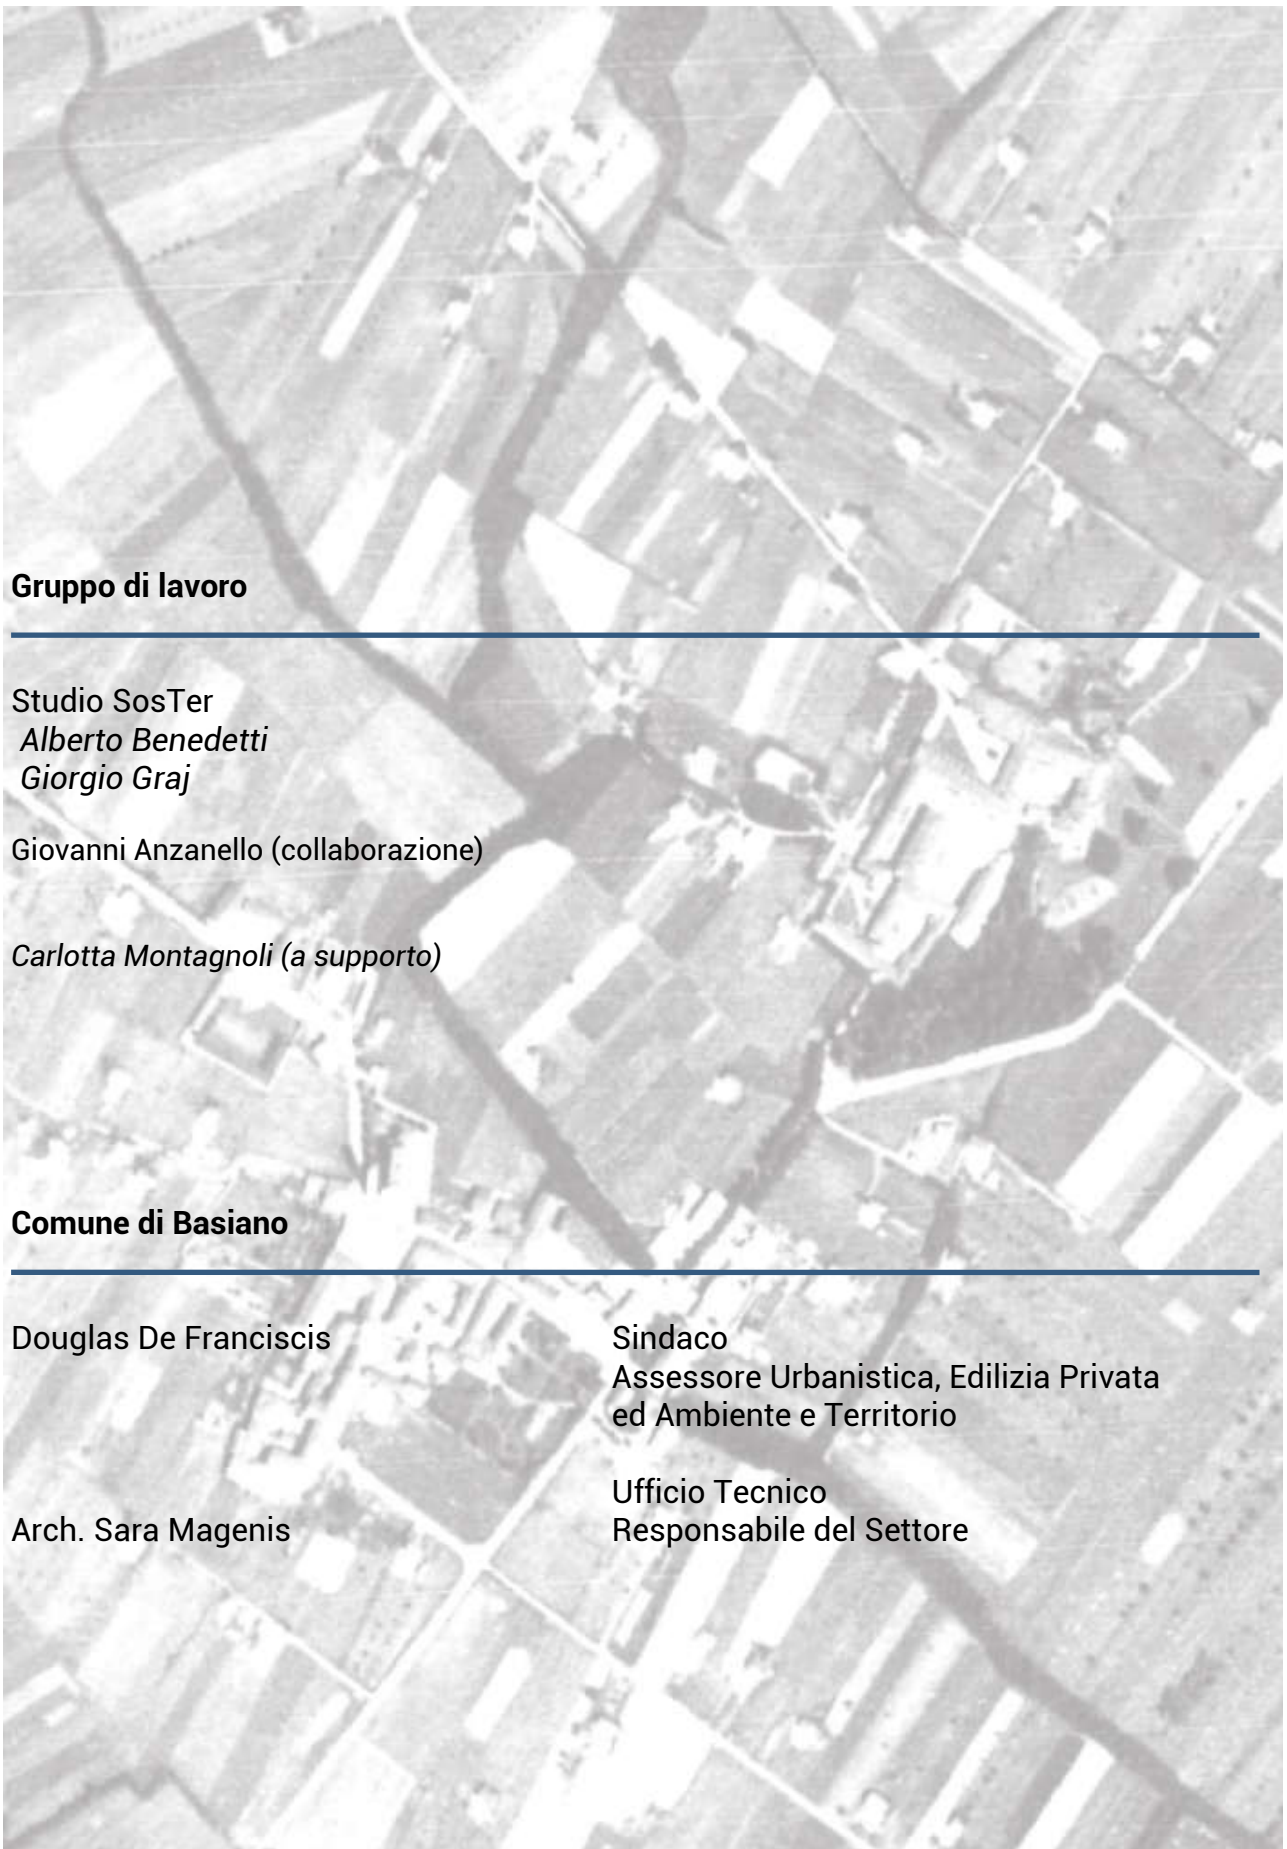 Gruppo di lavoro
Studio SosTer
Alberto Benedetti
Giorgio Graj
Giovanni Anzanello (collaborazione)
Carlotta Montagnoli (a supporto)
Comune di Basiano
Douglas De Franciscis
Sindaco
Assessore Urbanistica, Edilizia Privata
ed Ambiente e Territorio
Ufficio Tecnico
Arch. Sara Magenis
Responsabile del Settore